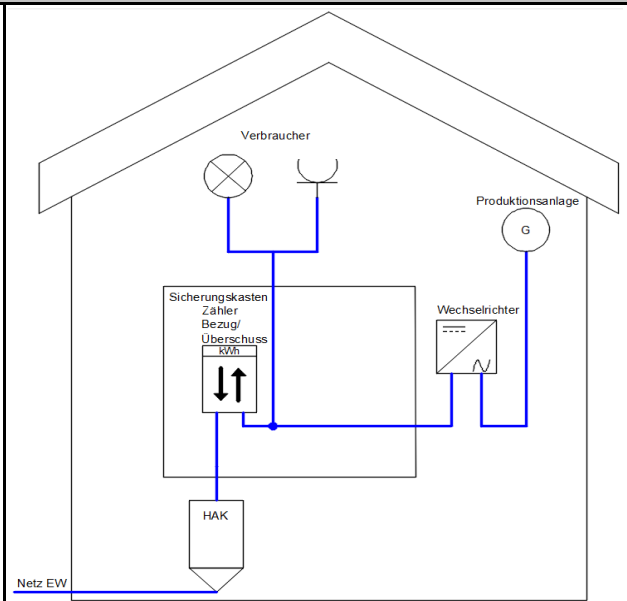 Verbraucher
Produktionsanlage
G
Sicherungskasten
Zähler
Bezug/
Überschuss
kWh
Wechselrichter
HAK
Netz EW